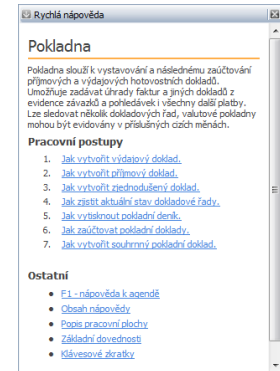 Rychlá nápověda
Pokladna
Pokladna slouží k vystavování a následnému zaúčtování
příjmových a výdajových hotovostních dokladů.
Umožňuje zadávat úhrady faktur a jiných dokladů z
evidence závazků a pohledávek i všechny další platby.
Lze sledovat několik dokladových řad, valutové pokladny
mohou být evidovány v příslušných cizích měnách.
Pracovní postupy
1. Jak vytvořit výdajový doklad.
2. Jak vytvořit příjmový doklad.
3. Jak vytvořit zjednodušený doklad.
4. Jak zjistit aktuální stav dokladové řady.
5. Jak vytisknout pokladní deník.
6. Jak zaúčtovat pokladní doklady.
7. Jak vytvořit souhrnný pokladní doklad.
Ostatní
• F1 - nápověda k agendě
• Obsah nápovědy
• Popis pracovní plochy
• Základní dovednosti
• Klávesové zkratky